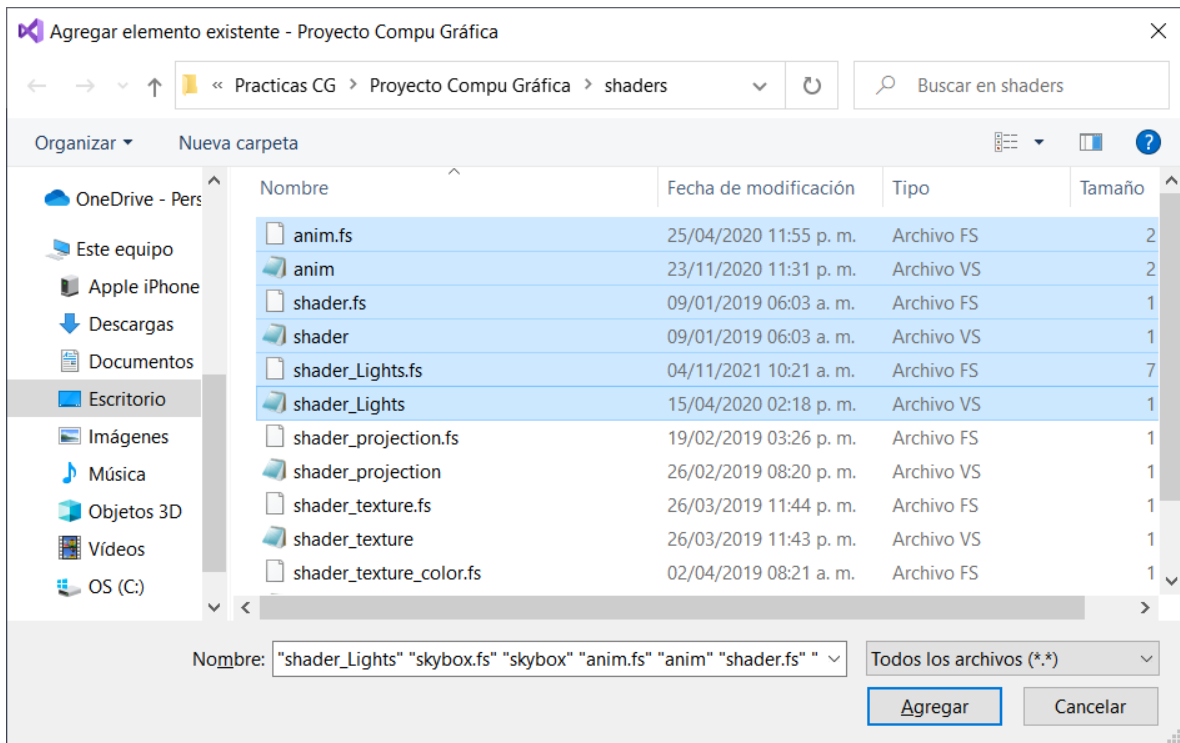 Agregar elemento existente - Proyecto Compu Gráfica
« Practicas CG > Proyecto Compu Gráfica > shaders
Buscar en shaders
Organizar
Nueva carpeta
?
OneDrive - Pers
Este equipo
Apple iPhone
Descargas
Documentos
Escritorio
Imágenes
Música
Objetos 3D
Vídeos
OS (C:)
Nombre Fecha de modificación Tipo Tamaño
anim.fs 25/04/2020 11:55 p. m. Archivo FS 2
anim 23/11/2020 11:31 p. m. Archivo VS 2
shader.fs 09/01/2019 06:03 a. m. Archivo FS 1
shader 09/01/2019 06:03 a. m. Archivo VS 1
shader_Lights.fs 04/11/2021 10:21 a. m. Archivo FS 7
shader_Lights 15/04/2020 02:18 p. m. Archivo VS 1
shader_projection.fs 19/02/2019 03:26 p. m. Archivo FS 1
shader_projection 26/02/2019 08:20 p. m. Archivo VS 1
shader_texture.fs 26/03/2019 11:44 p. m. Archivo FS 1
shader_texture 26/03/2019 11:43 p. m. Archivo VS 1
shader_texture_color.fs 02/04/2019 08:21 a. m. Archivo FS 1
Nombre: "shader_Lights" "skybox.fs" "skybox" "anim.fs" "anim" "shader.fs" "
Todos los archivos (*.*)
Agregar
Cancelar